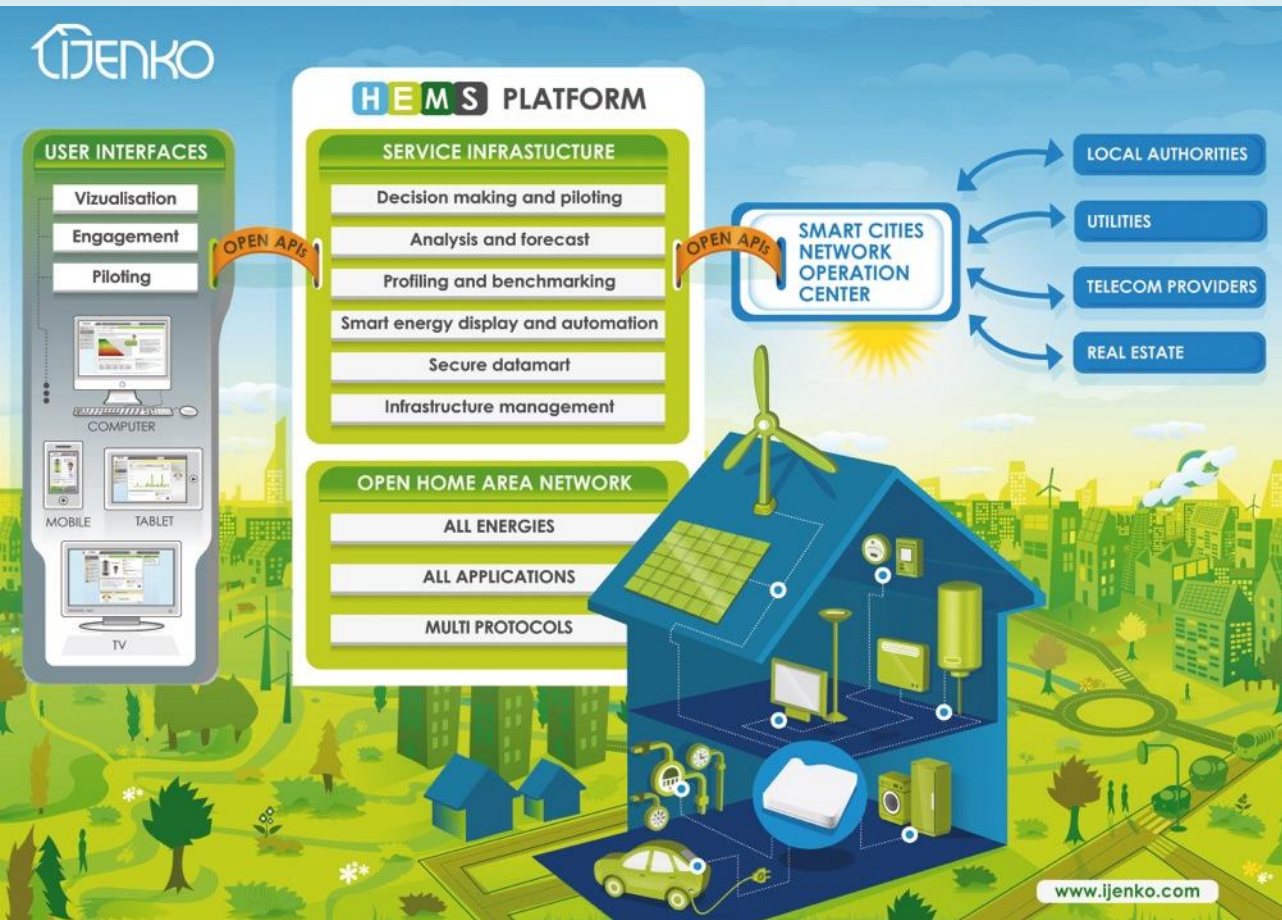 IJENKO
HEMS PLATFORM
USER INTERFACES
Vizualisation
Engagement
Piloting
COMPUTER
MOBILE
TABLET
TV
OPEN APIs
SERVICE INFRASTUCTURE
Decision making and piloting
Analysis and forecast
Profiling and benchmarking
Smart energy display and automation
Secure datamart
Infrastructure management
OPEN HOME AREA NETWORK
ALL ENERGIES
ALL APPLICATIONS
MULTI PROTOCOLS
OPEN APIs
SMART CITIES
NETWORK
OPERATION
CENTER
LOCAL AUTHORITIES
UTILITIES
TELECOM PROVIDERS
REAL ESTATE
www.ijenko.com